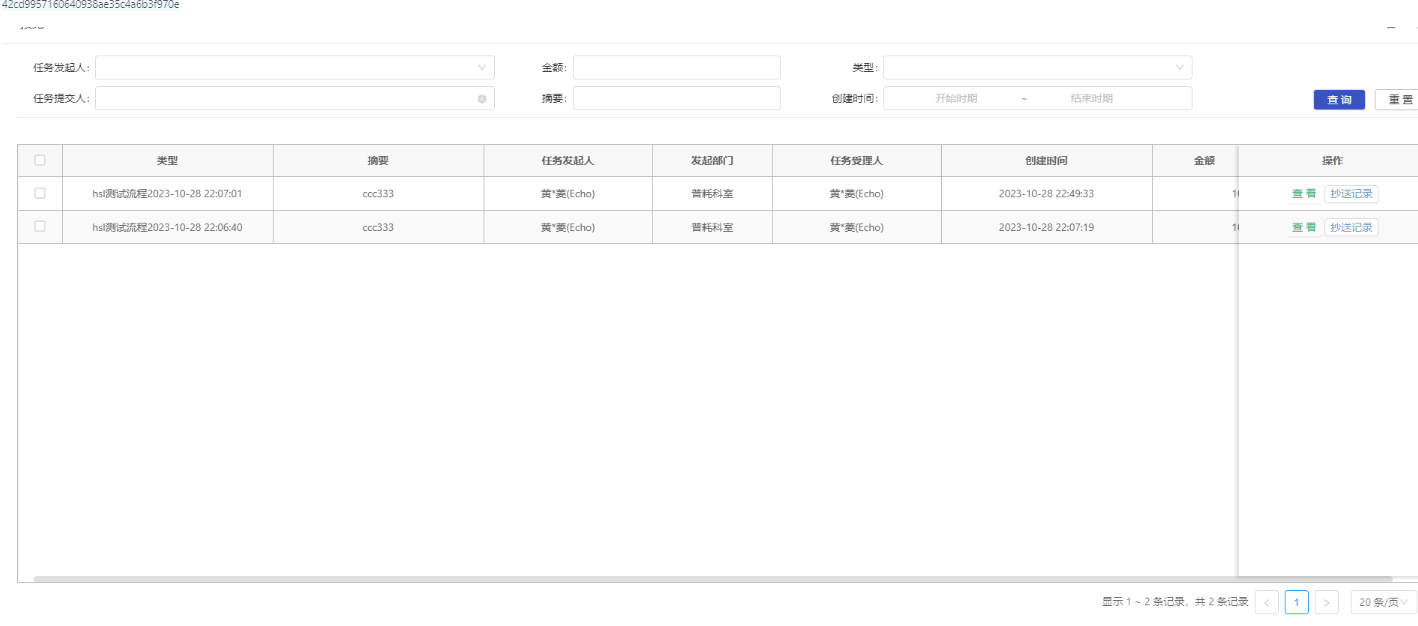 42cd9957160640938ae35c4a6b3f970e
任务发起人: 金额: 类型:
任务提交人: 摘要: 创建时间: 开始时期 ~ 结束时期 查 询 重 置
类型 摘要 任务发起人 发起部门 任务受理人 创建时间 金额 操作
hsl测试流程2023-10-28 22:07:01 ccc333 黄*菱(Echo) 普耗科室 黄*菱(Echo) 2023-10-28 22:49:33 查 看 抄送记录
hsl测试流程2023-10-28 22:06:40 ccc333 黄*菱(Echo) 普耗科室 黄*菱(Echo) 2023-10-28 22:07:19 查 看 抄送记录
显示 1 ~ 2 条记录, 共 2 条记录 < 1 > 20 条/页